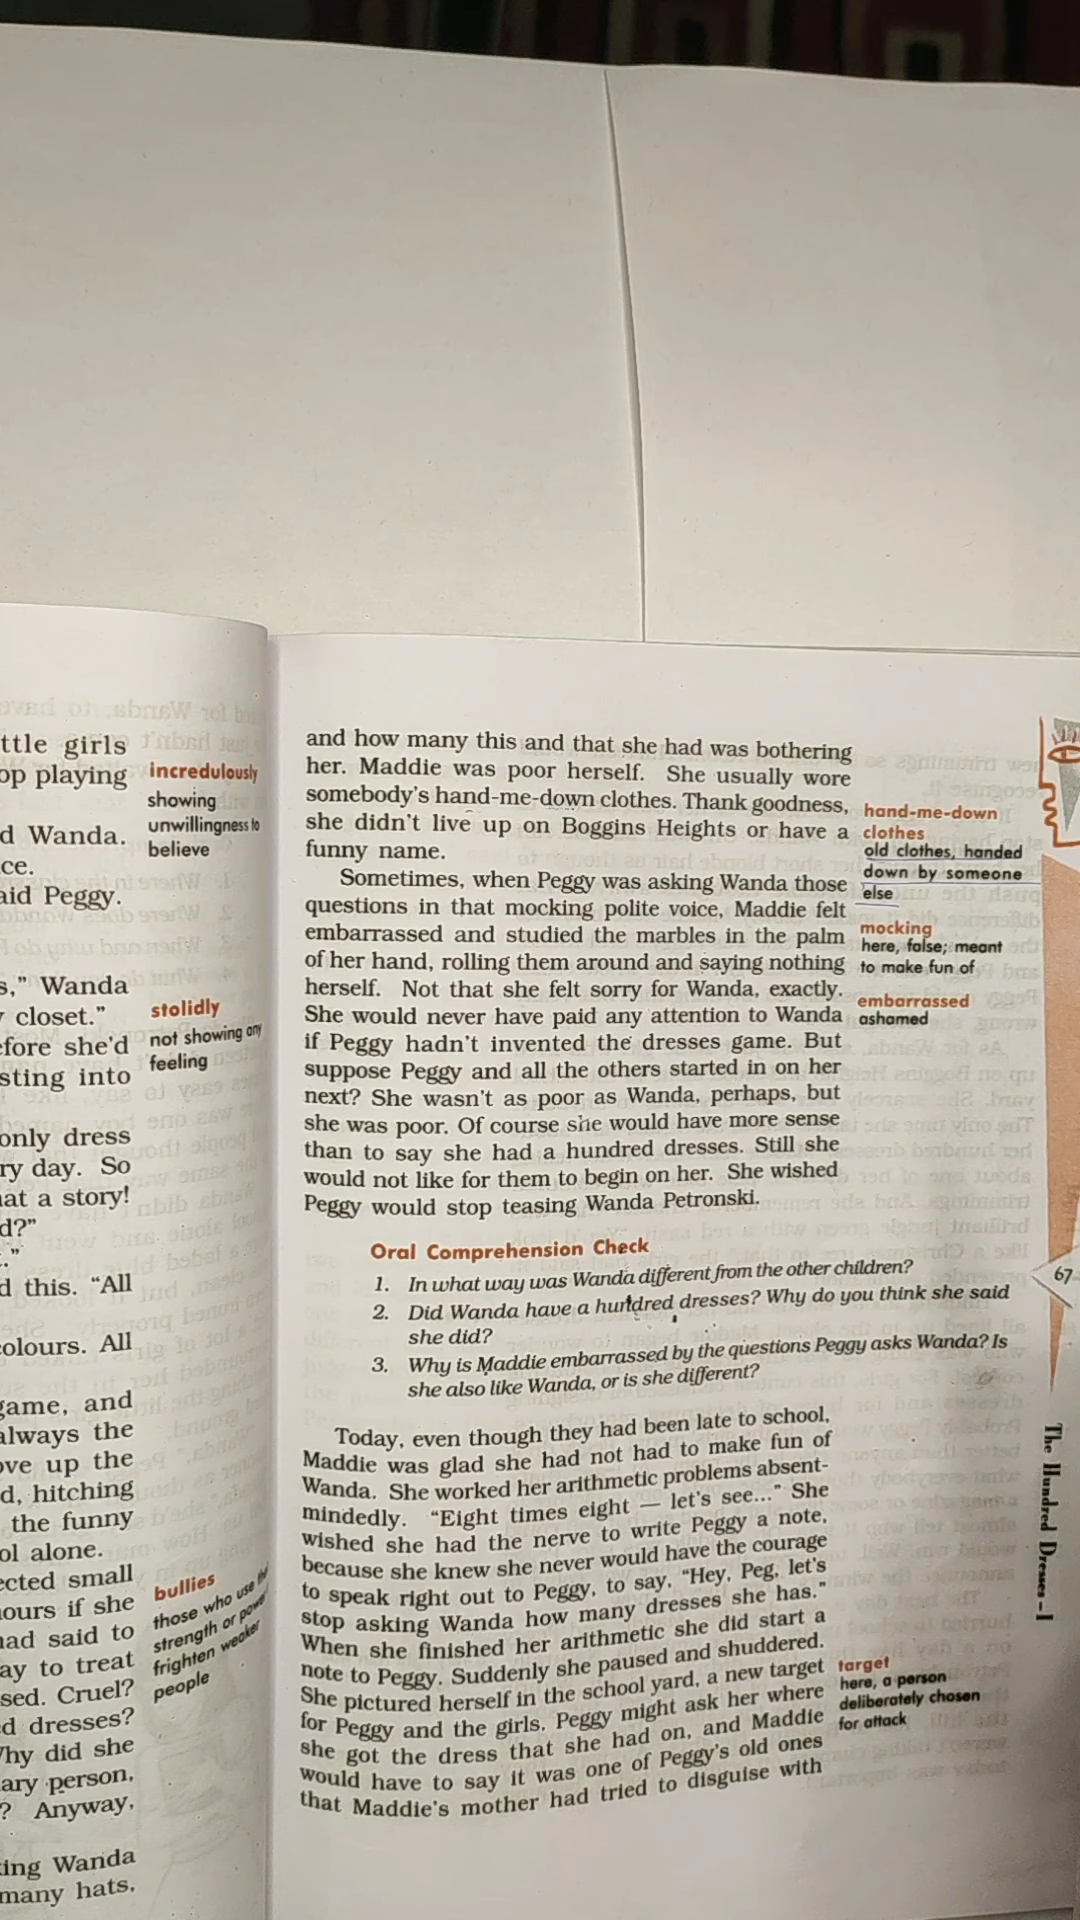 ttle girls
op playing
d Wanda.
ce.
aid Peggy.
s,” Wanda
closet.”
efore she'd
sting into
only dress
ry day. So
at a story!
d?”
.”
d this. “All
colours. All
game, and
always the
ove up the
d, hitching
the funny
ol alone.
ected small
ours if she
had said to
ay to treat
sed. Cruel?
d dresses?
hy did she
ary person,
? Anyway,
king Wanda
many hats,
incredulously
showing
unwillingness to
believe
stolidly
not showing any
feeling
bullies
those who use
strength or power
frighten weaker
people
and how many this and that she had was bothering
her. Maddie was poor herself. She usually wore
somebody's hand-me-down clothes. Thank goodness,
she didn't live up on Boggins Heights or have a
funny name.
Sometimes, when Peggy was asking Wanda those
questions in that mocking polite voice, Maddie felt
embarrassed and studied the marbles in the palm
of her hand, rolling them around and saying nothing
herself. Not that she felt sorry for Wanda, exactly.
She would never have paid any attention to Wanda
if Peggy hadn't invented the dresses game. But
suppose Peggy and all the others started in on her
next? She wasn't as poor as Wanda, perhaps, but
she was poor. Of course she would have more sense
than to say she had a hundred dresses. Still she
would not like for them to begin on her. She wished
Peggy would stop teasing Wanda Petronski.
hand-me-down
clothes
old clothes, handed
down by someone
else
mocking
here, false; meant
to make fun of
embarrassed
ashamed
Oral Comprehension Check
1. In what way was Wanda different from the other children?
2. Did Wanda have a hundred dresses? Why do you think she said
she did?
3. Why is Maddie embarrassed by the questions Peggy asks Wanda? Is
she also like Wanda, or is she different?
Today, even though they had been late to school,
Maddie was glad she had not had to make fun of
Wanda. She worked her arithmetic problems absent-
mindedly. “Eight times eight — let's see...” She
wished she had the nerve to write Peggy a note,
because she knew she never would have the courage
to speak right out to Peggy, to say, “Hey, Peg, let's
stop asking Wanda how many dresses she has.”
When she finished her arithmetic she did start a
note to Peggy. Suddenly she paused and shuddered.
She pictured herself in the school yard, a new target
for Peggy and the girls. Peggy might ask her where
she got the dress that she had on, and Maddie
would have to say it was one of Peggy's old ones
that Maddie's mother had tried to disguise with
target
here, a person
deliberately chosen
for attack
67
The Hundred Dresses–I